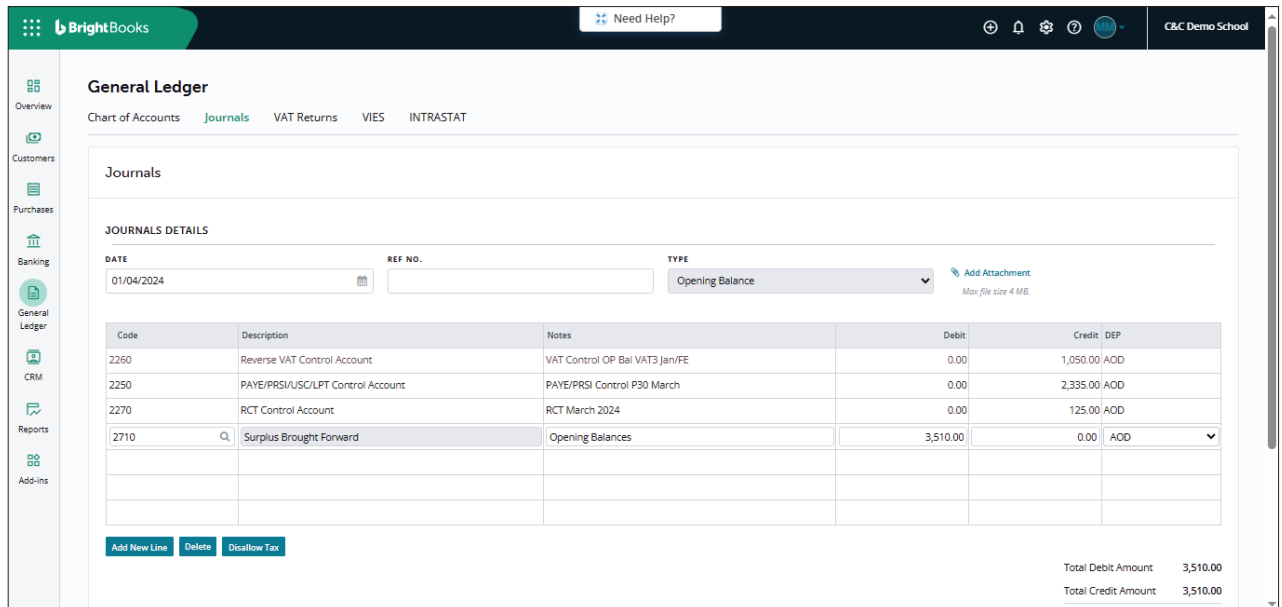 BrightBooks
Need Help?
MM
C&C Demo School
Overview
Customers
Purchases
Banking
General
Ledger
CRM
Reports
Add-ins
General Ledger
Chart of Accounts Journals VAT Returns VIES INTRASTAT
Journals
JOURNALS DETAILS
DATE REF NO. TYPE
01/04/2024 Opening Balance Add Attachment
Max file size 4 MB.
Code Description Notes Debit Credit DEP
2260 Reverse VAT Control Account VAT Control OP Bal VAT3 Jan/FE 0.00 1,050.00 AOD
2250 PAYE/PRSI/USC/LPT Control Account PAYE/PRSI Control P30 March 0.00 2,335.00 AOD
2270 RCT Control Account RCT March 2024 0.00 125.00 AOD
2710 Surplus Brought Forward Opening Balances 3,510.00 0.00 AOD
Add New Line Delete Disallow Tax
Total Debit Amount 3,510.00
Total Credit Amount 3,510.00